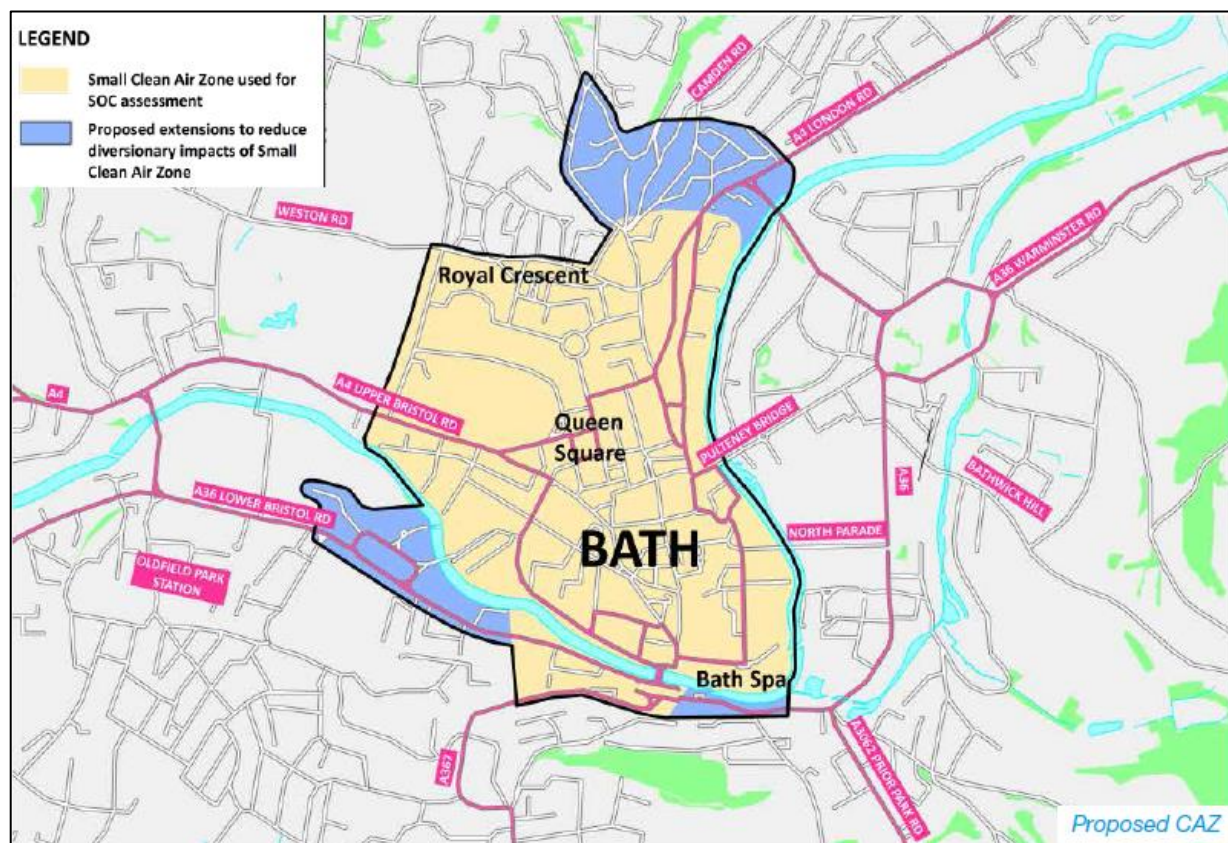 LEGEND
Small Clean Air Zone used for
SOC assessment
Proposed extensions to reduce
diversionary impacts of Small
Clean Air Zone
CAMDEN RD
A4 LONDON RD
WESTON RD
A36 WARMINSTER RD
Royal Crescent
A4
A4 UPPER BRISTOL RD
Queen
Square
PULTENEY BRIDGE
A36
BATHWICK HILL
A36 LOWER BRISTOL RD
BATH
NORTH PARADE
OLDFIELD PARK
STATION
Bath Spa
A367
A3062 PRIOR PARK RD
Proposed CAZ